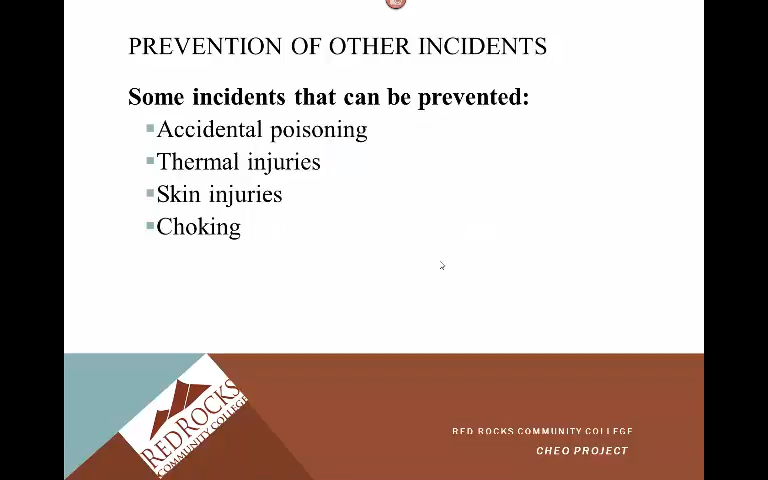 PREVENTION OF OTHER INCIDENTS
Some incidents that can be prevented:
Accidental poisoning
Thermal injuries
Skin injuries
Choking
RED ROCKS
COMMUNITY COLLEGE
RED ROCKS COMMUNITY COLLEGE
CHEO PROJECT